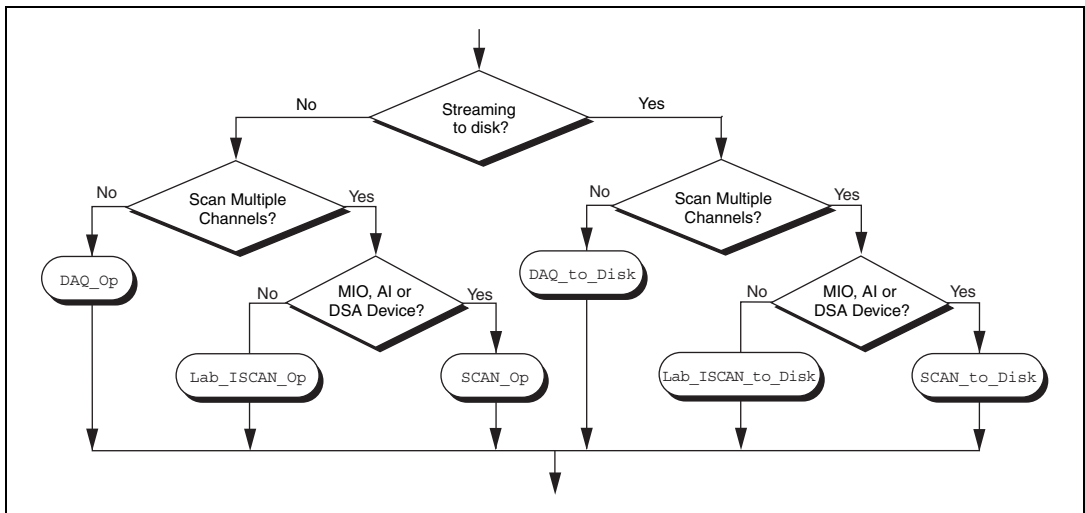 Streaming
to disk?
No
Yes
Scan Multiple
Channels?
No
Yes
Scan Multiple
Channels?
No
Yes
DAQ_Op
MIO, AI or
DSA Device?
No
Yes
DAQ_to_Disk
MIO, AI or
DSA Device?
No
Yes
Lab_ISCAN_Op
SCAN_Op
Lab_ISCAN_to_Disk
SCAN_to_Disk